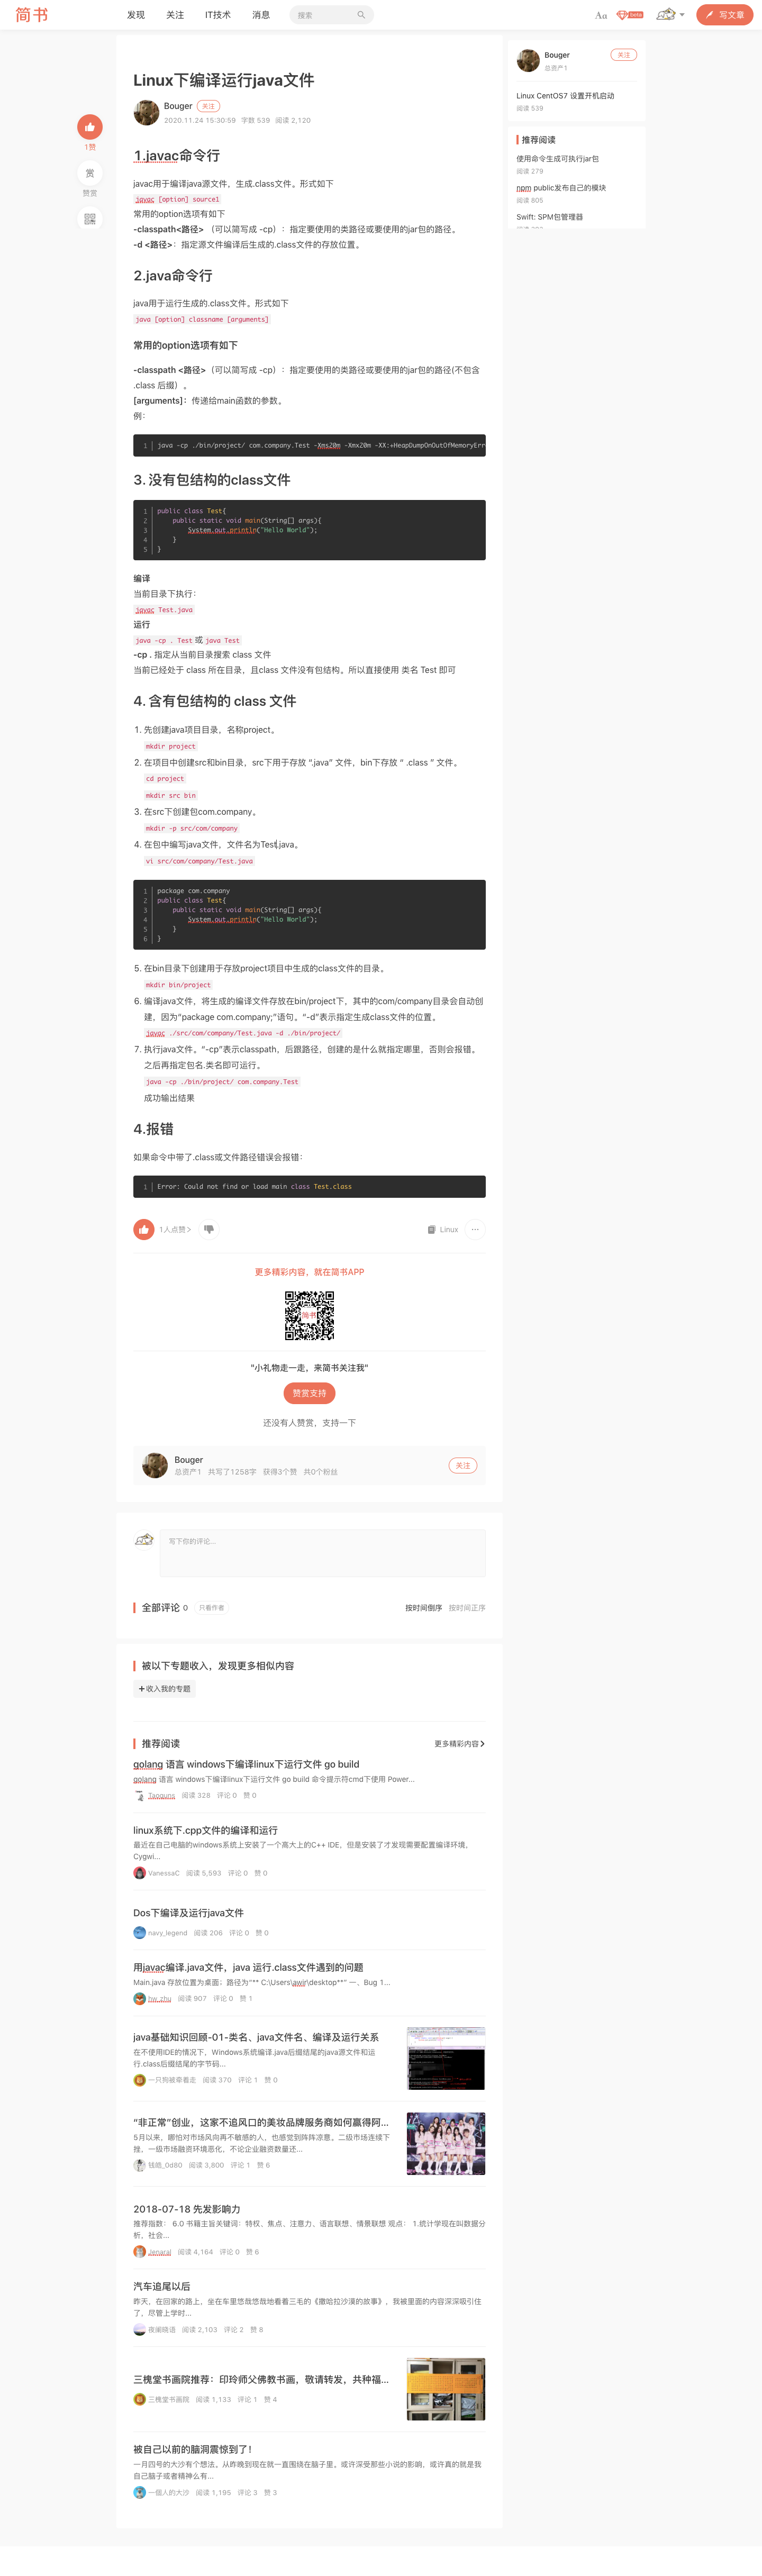 简书
发现 关注 IT技术 消息 搜索
Aa beta 写文章
1赞
赏
赞赏
Linux下编译运行java文件
Bouger 关注
2020.11.24 15:30:59 字数 539 阅读 2,120
1.javac命令行
javac用于编译java源文件，生成.class文件。形式如下
javac [option] source1
常用的option选项有如下
-classpath<路径> （可以简写成 -cp）：指定要使用的类路径或要使用的jar包的路径。
-d <路径>：指定源文件编译后生成的.class文件的存放位置。
2.java命令行
java用于运行生成的.class文件。形式如下
java [option] classname [arguments]
常用的option选项有如下
-classpath <路径>（可以简写成 -cp）：指定要使用的类路径或要使用的jar包的路径(不包含
.class 后缀）。
[arguments]：传递给main函数的参数。
例：
1 java -cp ./bin/project/ com.company.Test -Xms20m -Xmx20m -XX:+HeapDumpOnOutOfMemoryErr
3. 没有包结构的class文件
1 public class Test{
2 public static void main(String[] args){
3 System.out.println("Hello World");
4 }
5 }
编译
当前目录下执行：
javac Test.java
运行
java -cp . Test 或 java Test
-cp . 指定从当前目录搜索 class 文件
当前已经处于 class 所在目录，且class 文件没有包结构。所以直接使用 类名 Test 即可
4. 含有包结构的 class 文件
1. 先创建java项目目录，名称project。
mkdir project
2. 在项目中创建src和bin目录，src下用于存放 “.java” 文件，bin下存放 “ .class ” 文件。
cd project
mkdir src bin
3. 在src下创建包com.company。
mkdir -p src/com/company
4. 在包中编写java文件，文件名为Test.java。
vi src/com/company/Test.java
1 package com.company
2 public class Test{
3 public static void main(String[] args){
4 System.out.println("Hello World");
5 }
6 }
5. 在bin目录下创建用于存放project项目中生成的class文件的目录。
mkdir bin/project
6. 编译java文件，将生成的编译文件存放在bin/project下，其中的com/company目录会自动创
建，因为“package com.company;”语句。“-d”表示指定生成class文件的位置。
javac ./src/com/company/Test.java -d ./bin/project/
7. 执行java文件。“-cp”表示classpath，后跟路径，创建的是什么就指定哪里，否则会报错。
之后再指定包名.类名即可运行。
java -cp ./bin/project/ com.company.Test
成功输出结果
4.报错
如果命令中带了.class或文件路径错误会报错：
1 Error: Could not find or load main class Test.class
1人点赞 > Linux ...
更多精彩内容，就在简书APP
简书
"小礼物走一走，来简书关注我"
赞赏支持
还没有人赞赏，支持一下
Bouger
总资产1 共写了1258字 获得3个赞 共0个粉丝
关注
写下你的评论...
全部评论 0 只看作者 按时间倒序 按时间正序
被以下专题收入，发现更多相似内容
+ 收入我的专题
推荐阅读 更多精彩内容 >
golang 语言 windows下编译linux下运行文件 go build
golang 语言 windows下编译linux下运行文件 go build 命令提示符cmd下使用 Power...
Taoguns 阅读 328 评论 0 赞 0
linux系统下.cpp文件的编译和运行
最近在自己电脑的windows系统上安装了一个高大上的C++ IDE，但是安装了才发现需要配置编译环境，
Cygwi...
VanessaC 阅读 5,593 评论 0 赞 0
Dos下编译及运行java文件
navy_legend 阅读 206 评论 0 赞 0
用javac编译.java文件，java 运行.class文件遇到的问题
Main.java 存放位置为桌面；路径为“** C:\Users\awjr\desktop**” 一、Bug 1...
hw_zhu 阅读 907 评论 0 赞 1
java基础知识回顾-01-类名、java文件名、编译及运行关系
在不使用IDE的情况下，Windows系统编译.java后缀结尾的java源文件和运
行.class后缀结尾的字节码...
一只狗被牵着走 阅读 370 评论 1 赞 0
“非正常”创业，这家不追风口的美妆品牌服务商如何赢得阿...
5月以来，哪怕对市场风向再不敏感的人，也感觉到阵阵凉意。二级市场连续下
挫，一级市场融资环境恶化，不论企业融资数量还...
钱皓_0d80 阅读 3,800 评论 1 赞 6
2018-07-18 先发影响力
推荐指数： 6.0 书籍主旨关键词：特权、焦点、注意力、语言联想、情景联想 观点： 1.统计学现在叫数据分
析，社会...
Jenaral 阅读 4,164 评论 0 赞 6
汽车追尾以后
昨天，在回家的路上，坐在车里悠哉悠哉地看着三毛的《撒哈拉沙漠的故事》，我被里面的内容深深吸引住
了，尽管上学时...
夜阑晓语 阅读 2,103 评论 2 赞 8
三槐堂书画院推荐：印玲师父佛教书画，敬请转发，共种福...
三槐堂书画院 阅读 1,133 评论 1 赞 4
被自己以前的脑洞震惊到了！
一月四号的大沙有个想法。从昨晚到现在就一直围绕在脑子里。或许深受那些小说的影响，或许真的就是我
自己脑子或者精神么有...
一個人的大沙 阅读 1,195 评论 3 赞 3
Bouger 关注
总资产1
Linux CentOS7 设置开机启动
阅读 539
推荐阅读
使用命令生成可执行jar包
阅读 279
npm public发布自己的模块
阅读 805
Swift: SPM包管理器